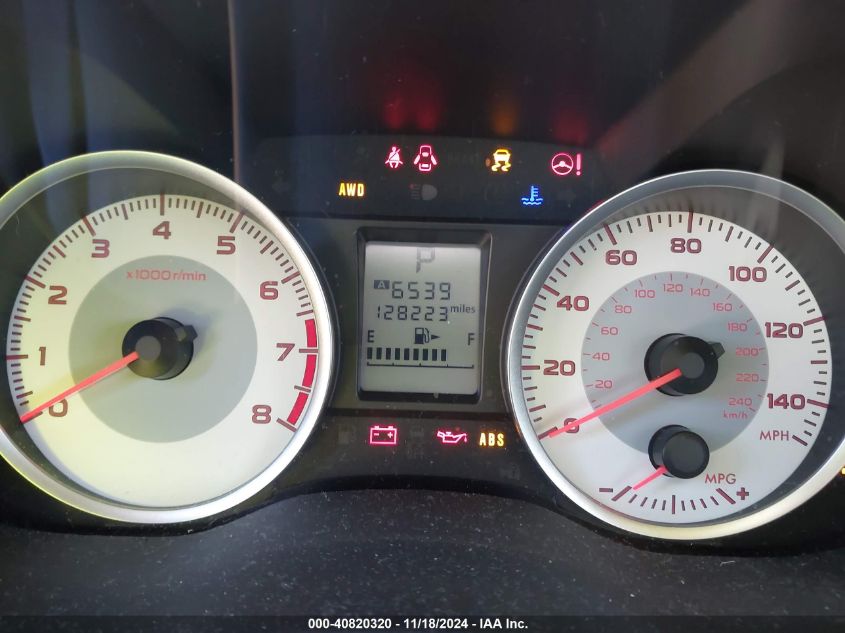 AWD
0 1 2 3 4 5 6 7 8
x1000r/min
P
A 6539
128223 miles
E F
ABS
0 20 40 60 80 100 120 140
MPH
20 40 60 80 100 120 140 160 180 200 220 240
km/h
MPG
- +
000-40820320 - 11/18/2024 - IAA Inc.